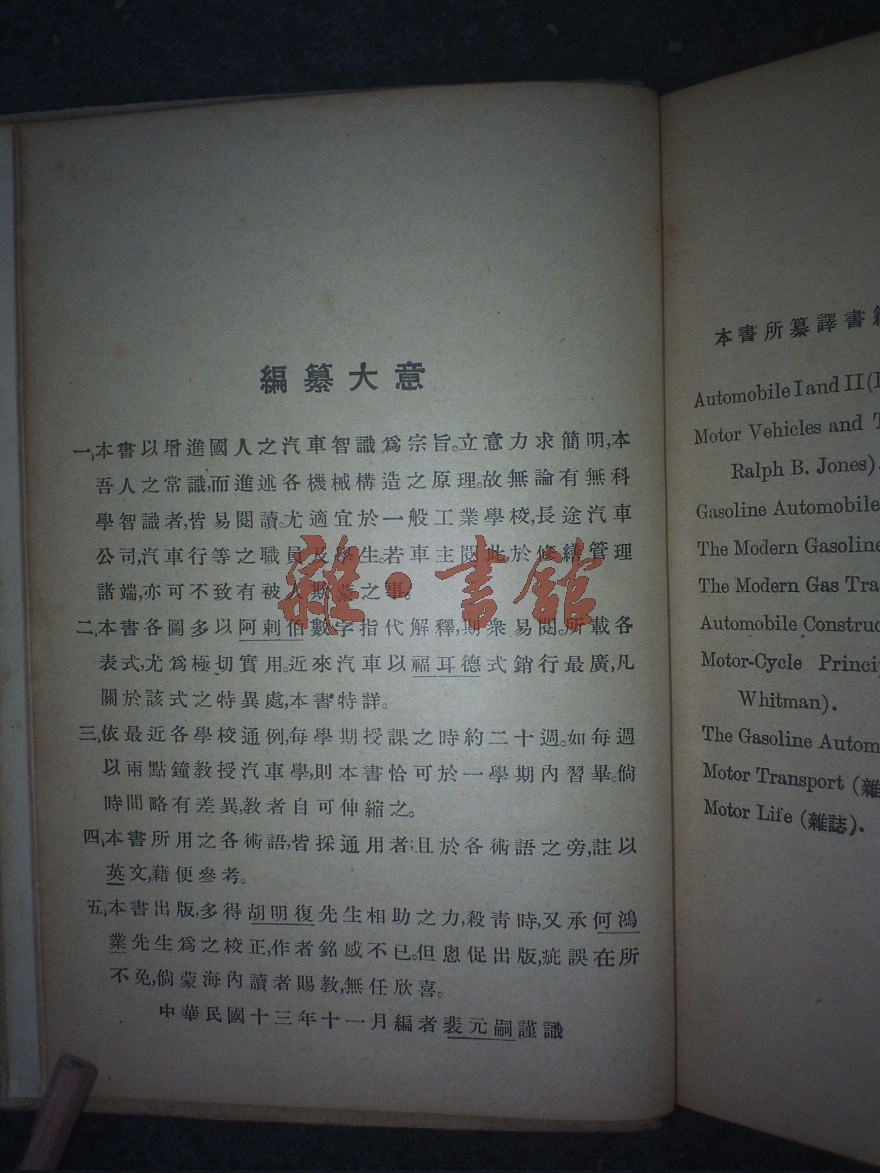 編纂大意
一、本書以增進國人之汽車智識爲宗旨。立意力求簡明,本
吾人之常識,而進述各機械構造之原理。故無論有無科
學智識者,皆易閱讀。尤適宜於一般工業學校,長途汽車
公司,汽車行等之職員及學生。若車主閱此,於修繕管理
諸端,亦可不致有被人欺蒙之事。
二、本書各圖多以阿剌伯數字指代解釋,期衆易閱。所載各
表式,尤爲極切實用。近來汽車以福耳德式銷行最廣,凡
關於該式之特異處,本書特詳。
三、依最近各學校通例,每學期授課之時約二十週。如每週
以兩點鐘教授汽車學,則本書恰可於一學期內習畢。倘
時間略有差異,教者自可伸縮之。
四、本書所用之各術語,皆採通用者;且於各術語之旁,註以
英文,藉便參考。
五、本書出版,多得胡明復先生相助之力,殺靑時,又承何鴻
業先生爲之校正,作者銘感不已。但恩促出版,疵誤在所
不免,倘蒙海內讀者賜教,無任欣喜。
中華民國十三年十一月編者裴元嗣謹識
雜·書館
本書所纂譯書籍
Automobile I and II (
Motor Vehicles and
Ralph B. Jones).
Gasoline Automobile
The Modern Gasoline
The Modern Gas Tra
Automobile Construc
Motor-Cycle Princi
Whitman).
The Gasoline Autom
Motor Transport (雜
Motor Life (雜誌).